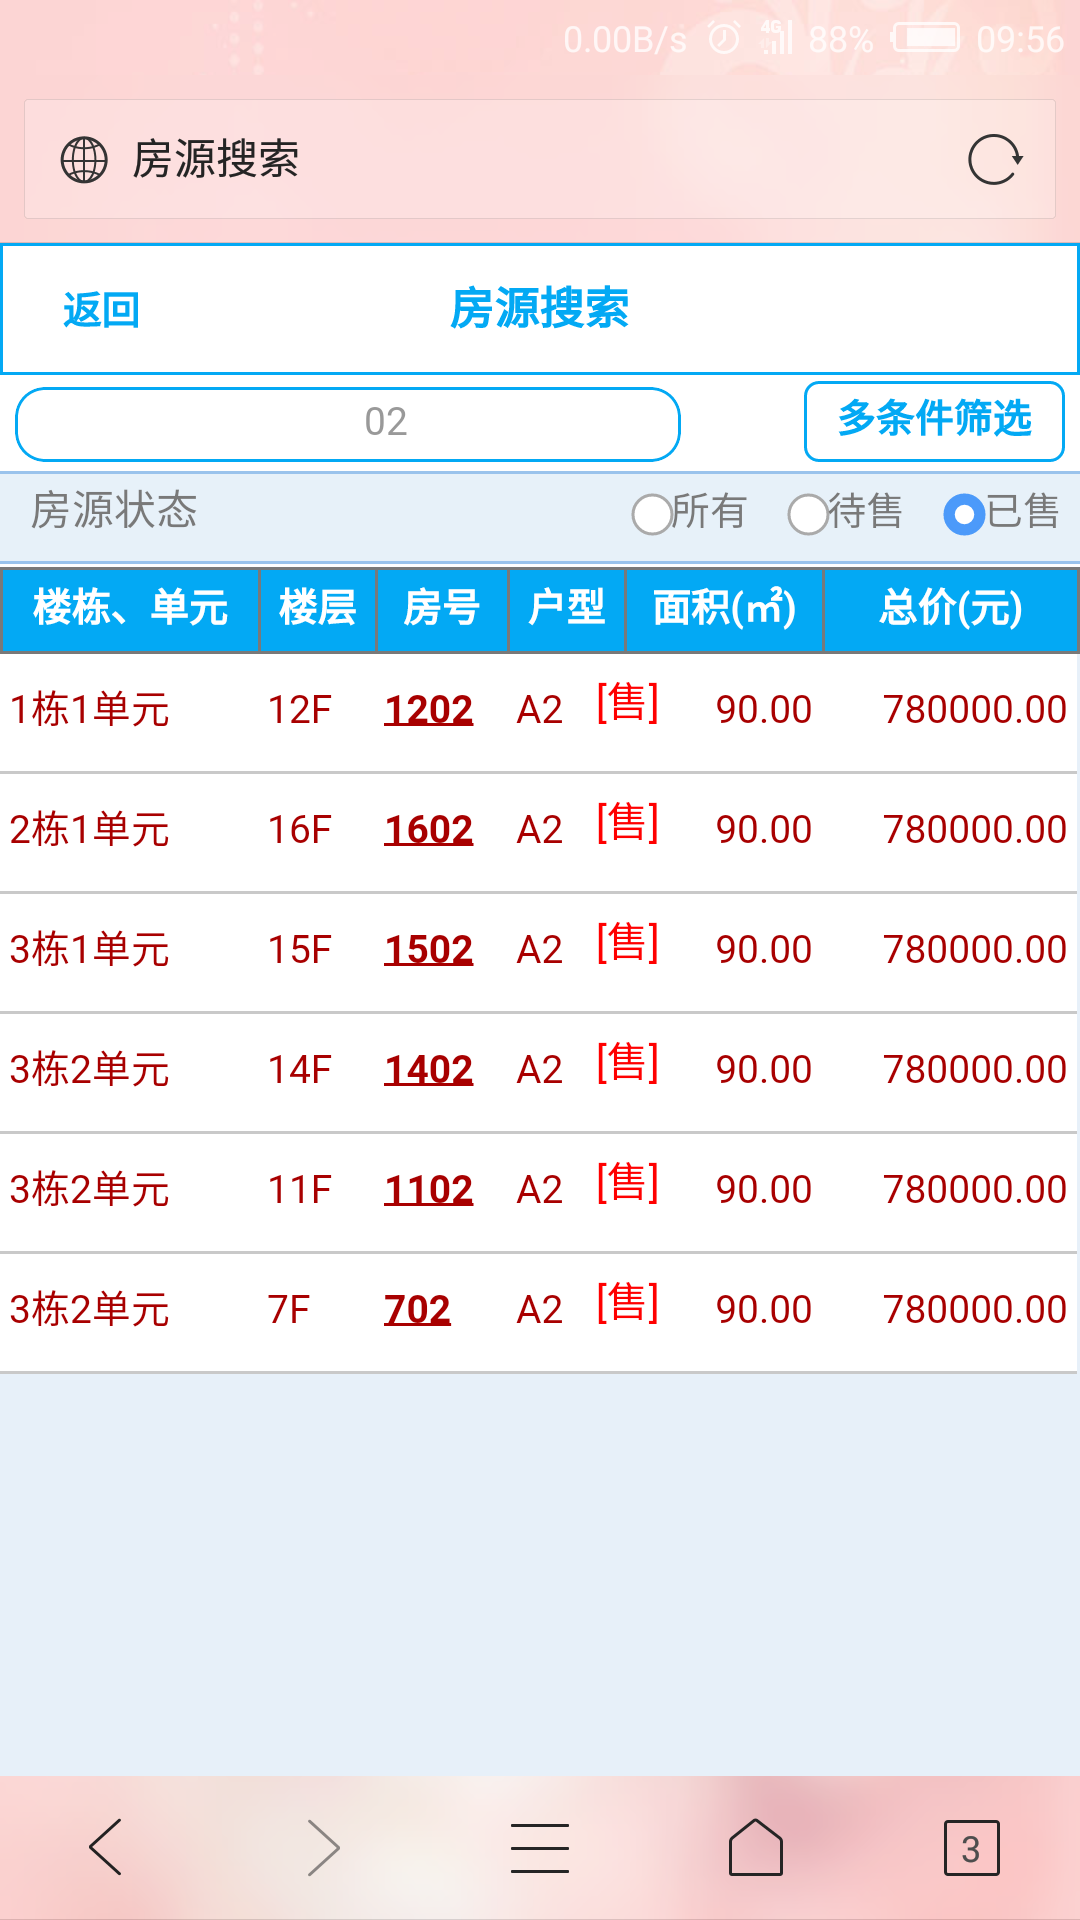 0.00B/s 4G 88% 09:56
房源搜索
返回 房源搜索
02 多条件筛选
房源状态 所有 待售 已售
楼栋、单元 楼层 房号 户型 面积(㎡) 总价(元)
1栋1单元 12F 1202 A2 [售] 90.00 780000.00
2栋1单元 16F 1602 A2 [售] 90.00 780000.00
3栋1单元 15F 1502 A2 [售] 90.00 780000.00
3栋2单元 14F 1402 A2 [售] 90.00 780000.00
3栋2单元 11F 1102 A2 [售] 90.00 780000.00
3栋2单元 7F 702 A2 [售] 90.00 780000.00
3